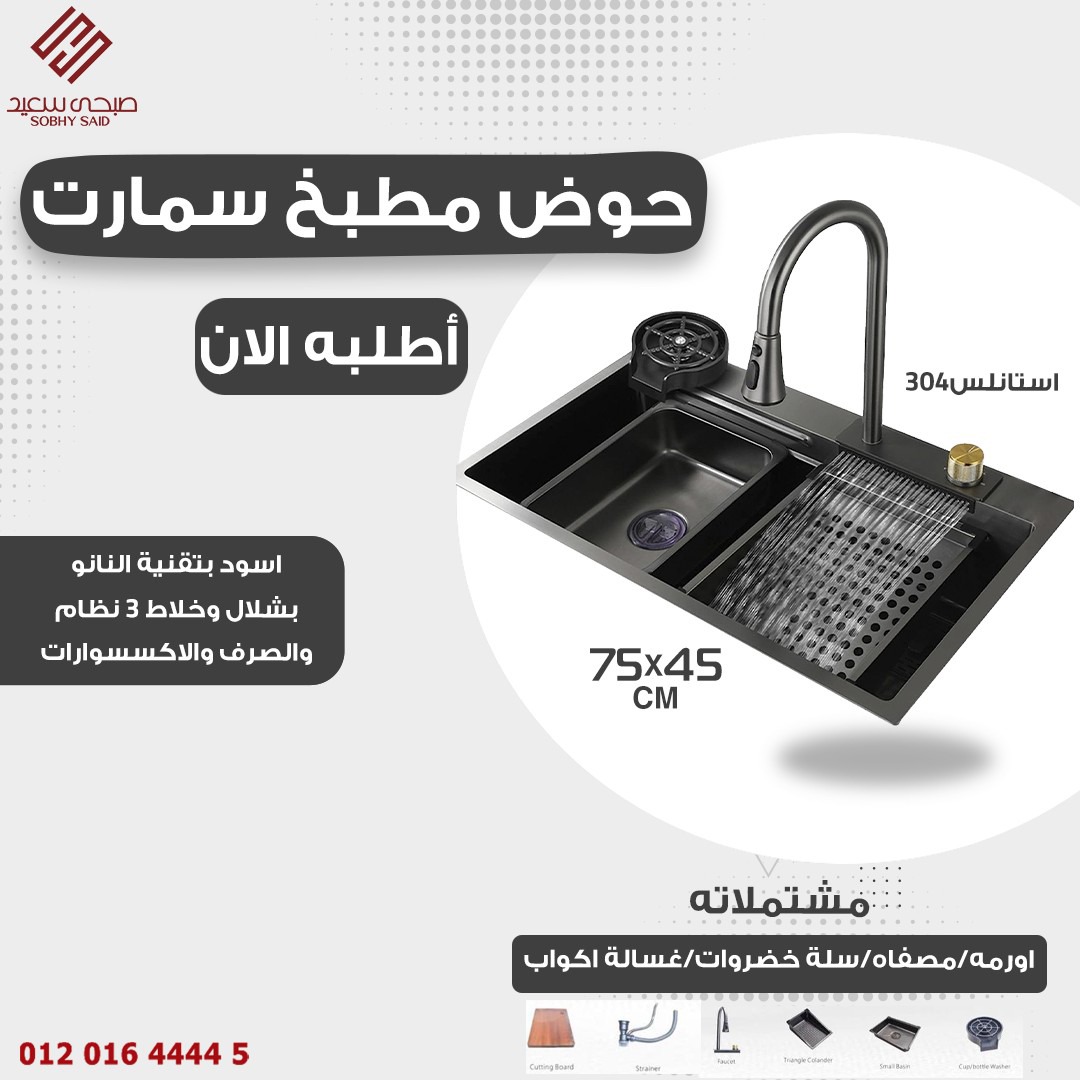 صبحى سعيد
SOBHY SAID
حوض مطبخ سمارت
أطلبه الان
استانلس304
اسود بتقنية النانو
بشلال وخلاط 3 نظام
والصرف والاكسسوارات
75x45
CM
مشتملاته
اورمه/مصفاه/سلة خضروات/غسالة اكواب
Cutting Board
Strainer
Faucet
Triangle Colander
Small Basin
Cup/bottle Washer
012 016 4444 5